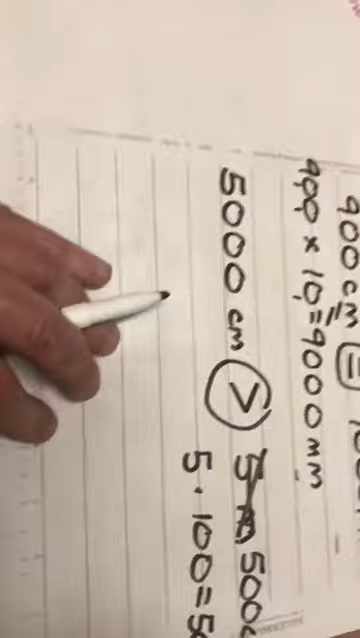 900 cm =
900 × 10 = 9000 mm
5000 cm > 5 m 500
5 · 100 = 5